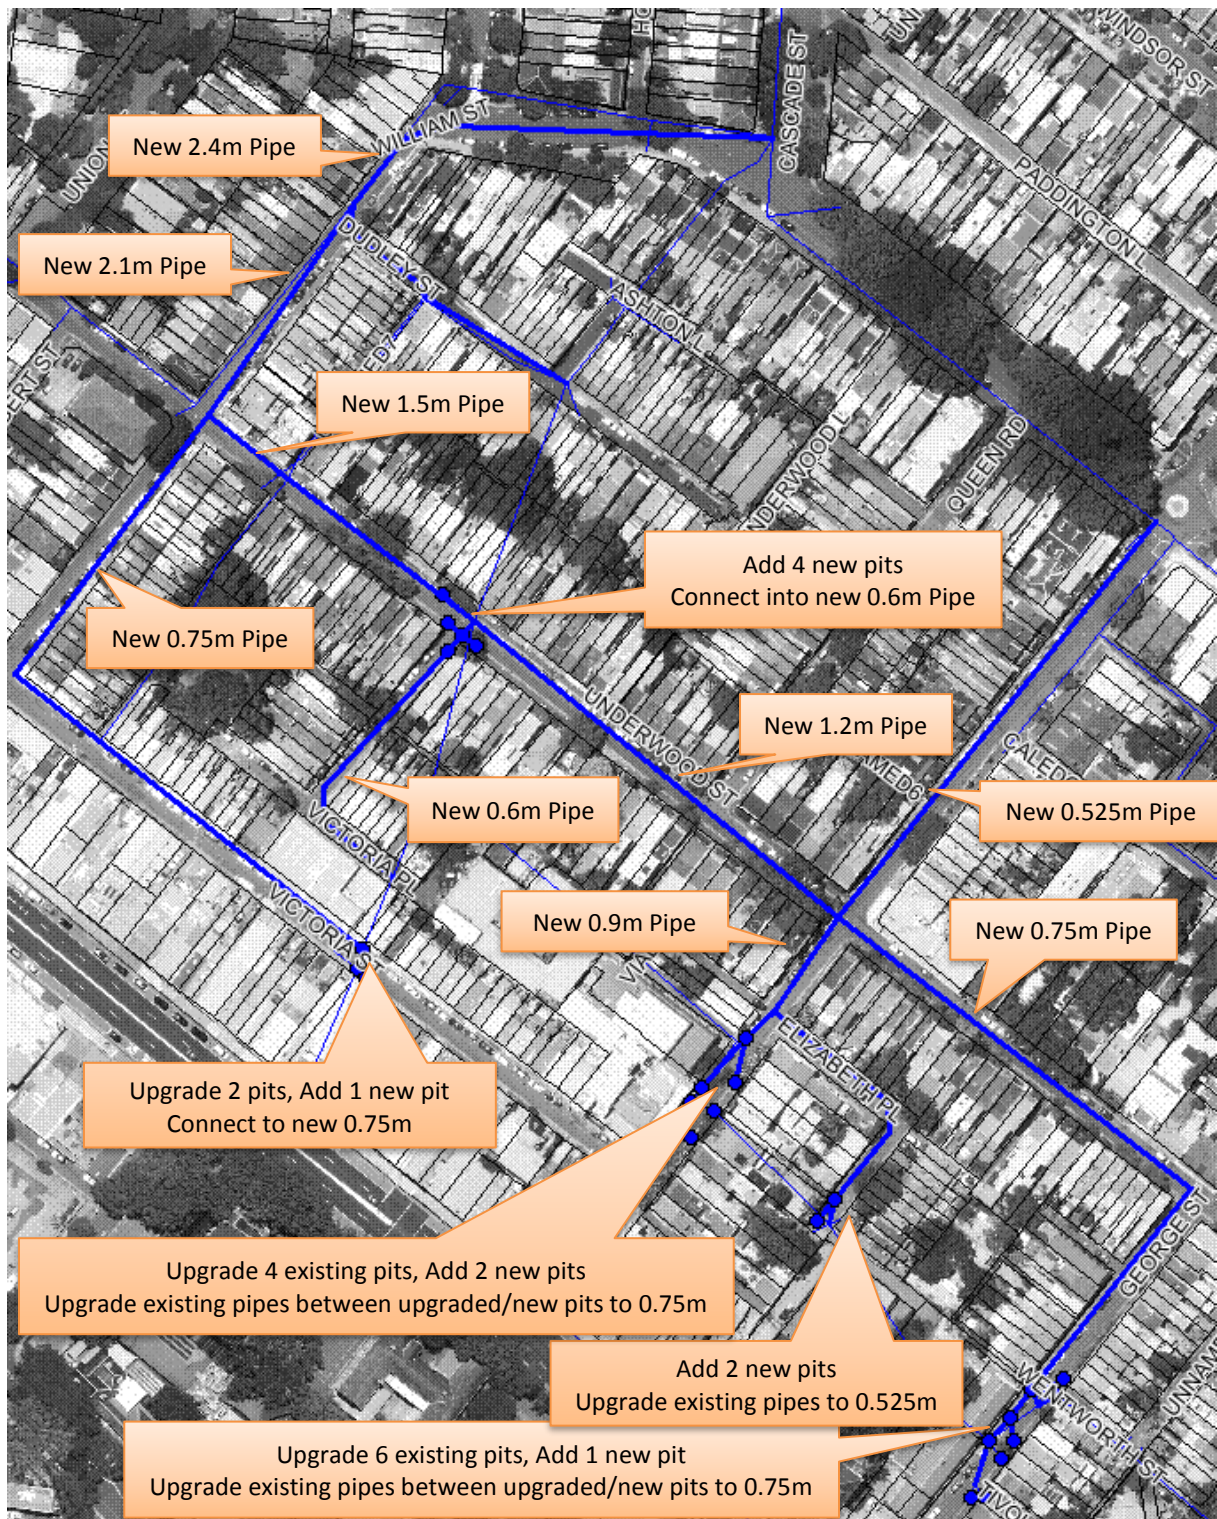 WINDSOR ST
CASCADE ST
WILLIAM ST
New 2.4m Pipe
UNION
PADDINGTON L
DUDLEY ST
New 2.1m Pipe
ASHTON L
New 1.5m Pipe
QUEEN RD
Add 4 new pits
Connect into new 0.6m Pipe
New 0.75m Pipe
UNDERWOOD ST
New 1.2m Pipe
AMED6
New 0.6m Pipe
New 0.525m Pipe
VICTORIA PL
VICTORIA ST
New 0.9m Pipe
New 0.75m Pipe
ELIZABETH PL
Upgrade 2 pits, Add 1 new pit
Connect to new 0.75m
GEORGE ST
Upgrade 4 existing pits, Add 2 new pits
Upgrade existing pipes between upgraded/new pits to 0.75m
Add 2 new pits
Upgrade existing pipes to 0.525m
WENTWORTH ST
UNNAM
Upgrade 6 existing pits, Add 1 new pit
Upgrade existing pipes between upgraded/new pits to 0.75m
TIVO